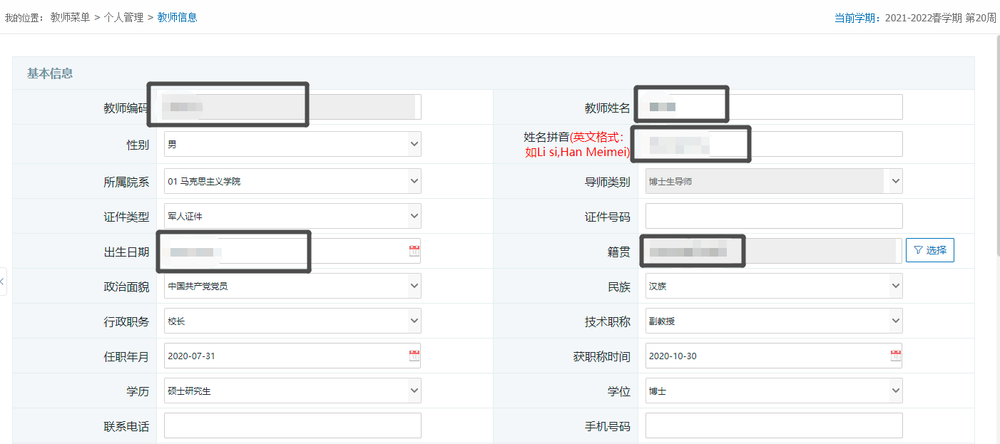 我的位置： 教师菜单 > 个人管理 > 教师信息
当前学期： 2021-2022春学期 第20周
基本信息
教师编码
教师姓名
性别 男
姓名拼音(英文格式：
如Li si,Han Meimei)
所属院系 01 马克思主义学院
导师类别 博士生导师
证件类型 军人证件
证件号码
出生日期
籍贯 选择
政治面貌 中国共产党党员
民族 汉族
行政职务 校长
技术职称 副教授
任职年月 2020-07-31
获职称时间 2020-10-30
学历 硕士研究生
学位 博士
联系电话
手机号码